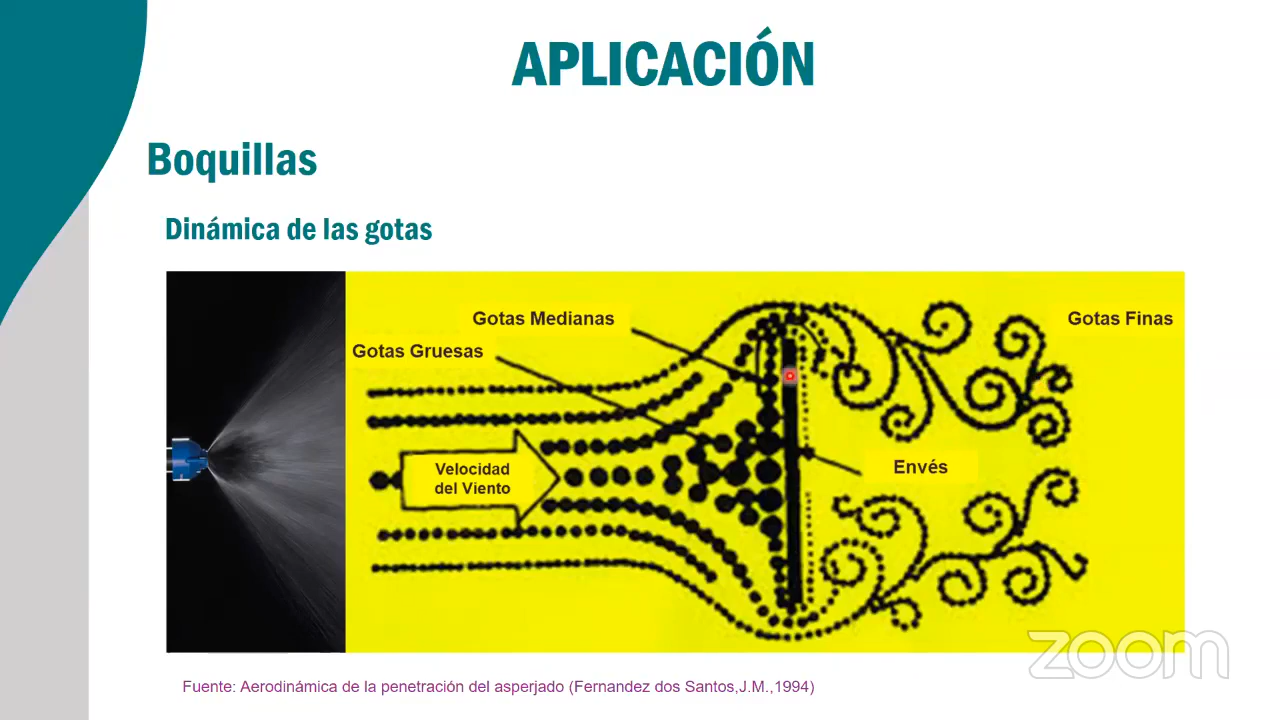 APLICACIÓN
Boquillas
Dinámica de las gotas
Gotas Medianas
Gotas Finas
Gotas Gruesas
Velocidad
del Viento
Envés
zoom
Fuente: Aerodinámica de la penetración del asperjado (Fernandez dos Santos,J.M.,1994)